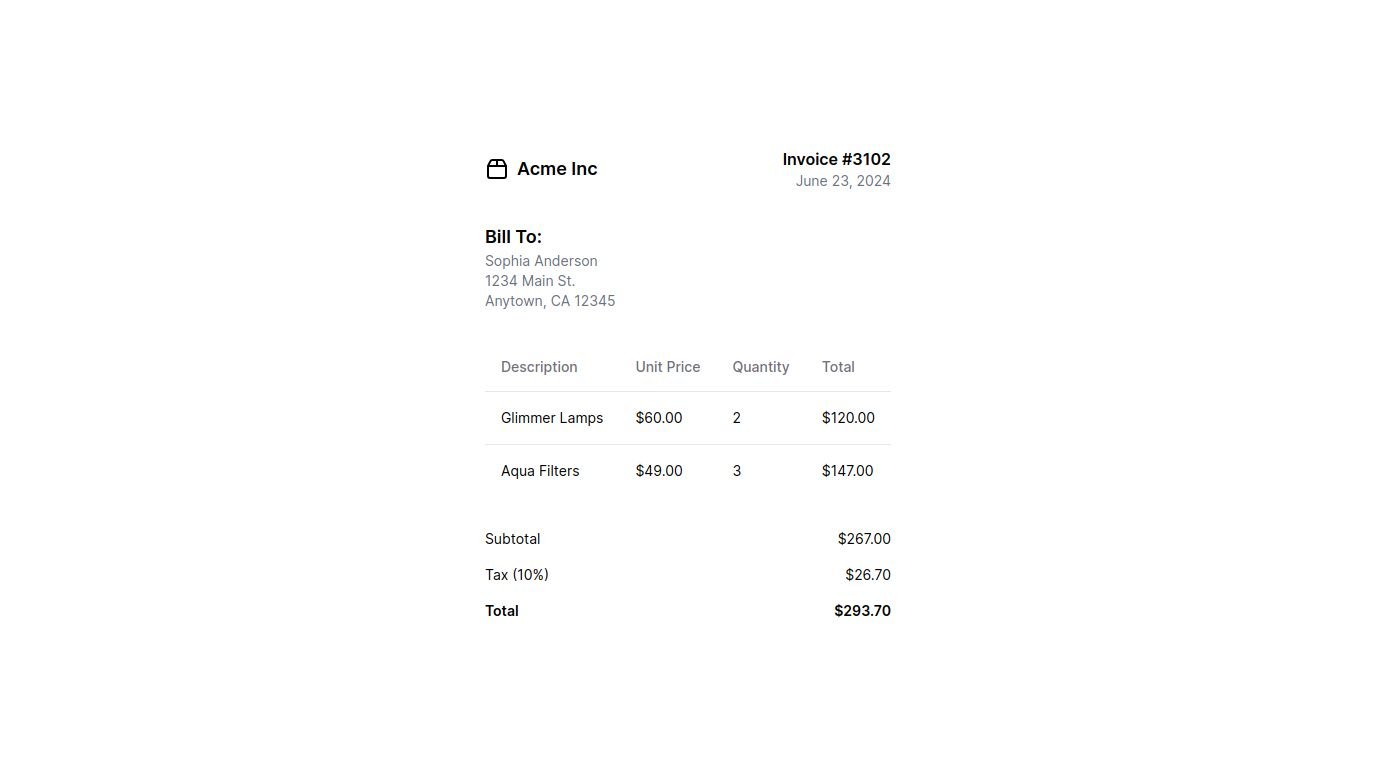 Acme Inc
Invoice #3102
June 23, 2024
Bill To:
Sophia Anderson
1234 Main St.
Anytown, CA 12345
Description Unit Price Quantity Total
Glimmer Lamps $60.00 2 $120.00
Aqua Filters $49.00 3 $147.00
Subtotal $267.00
Tax (10%) $26.70
Total $293.70